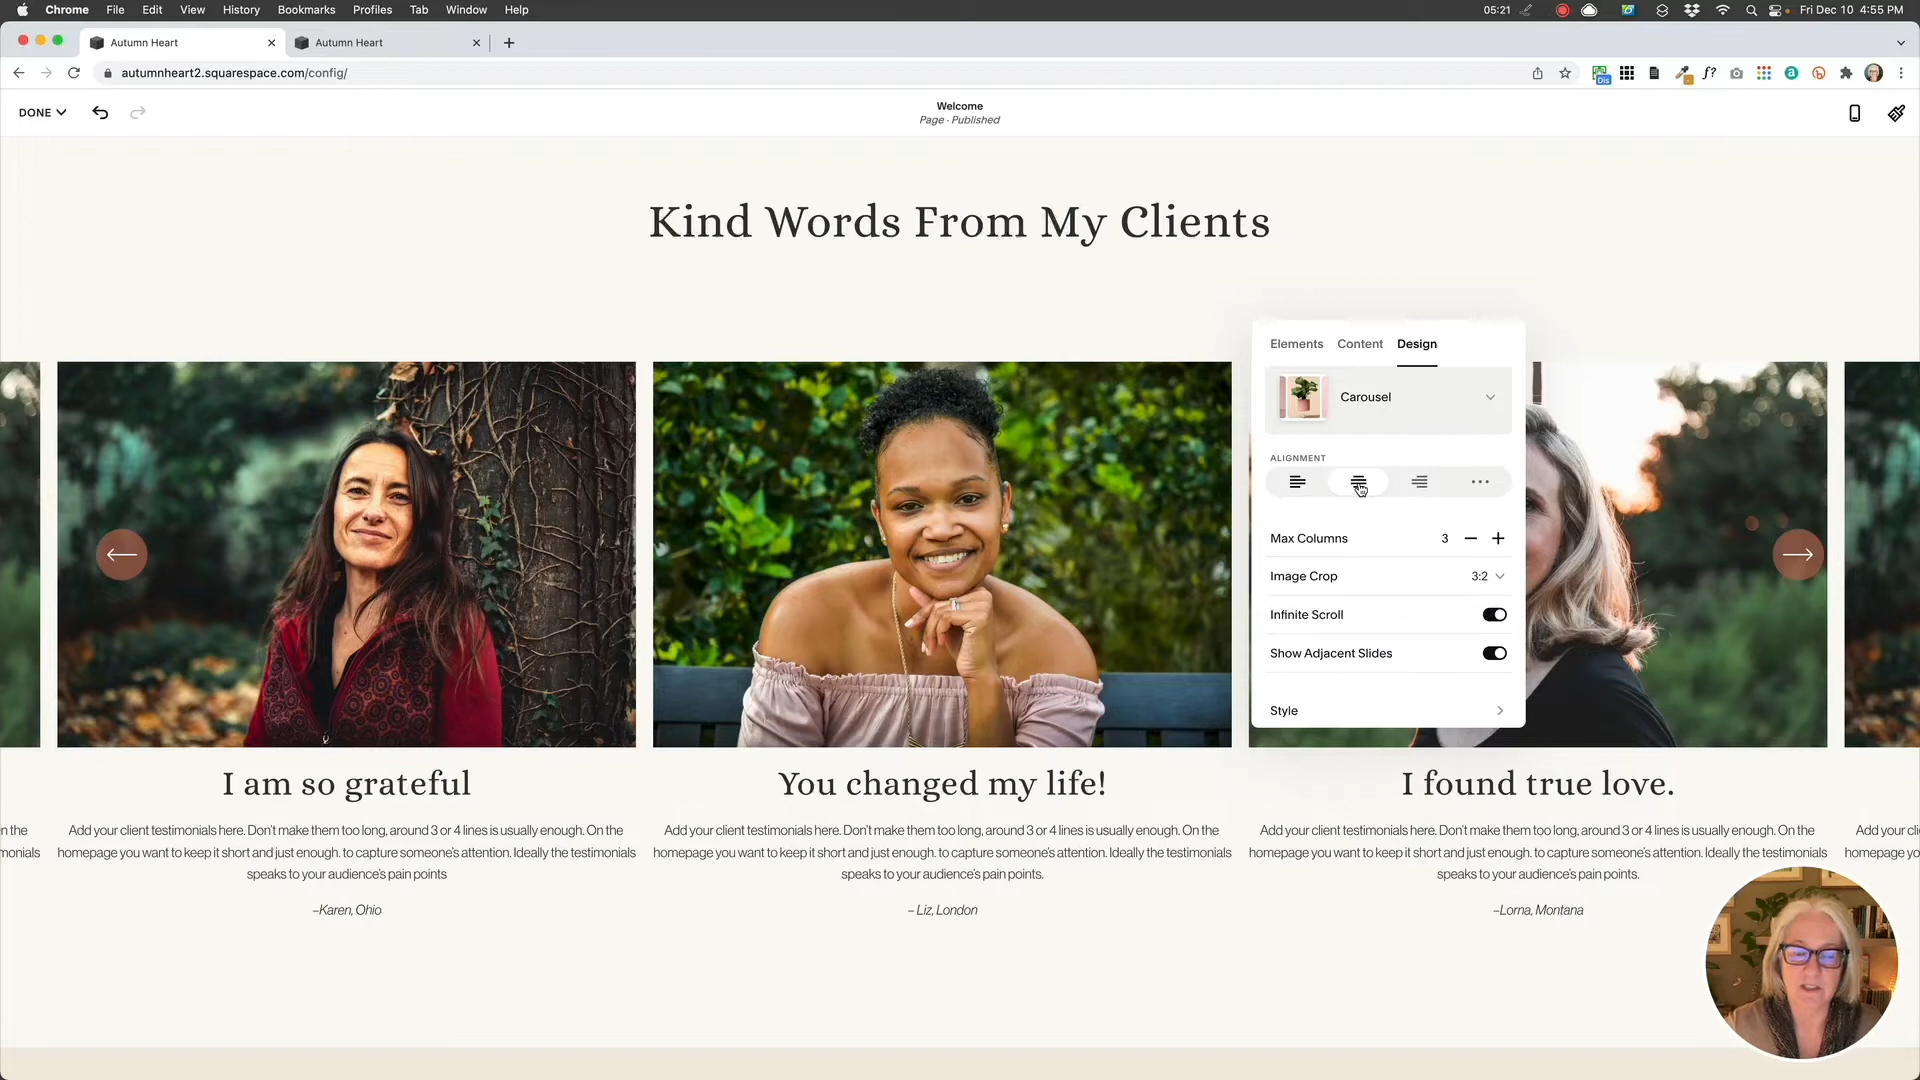 Chrome File Edit View History Bookmarks Profiles Tab Window Help 05:21 Fri Dec 10 4:55 PM
Autumn Heart Autumn Heart
autumnheart2.squarespace.com/config/
f?
Dis
a
DONE
Welcome
Page · Published
Kind Words From My Clients
Elements Content Design
Carousel
ALIGNMENT
Max Columns 3
Image Crop 3:2
Infinite Scroll
Show Adjacent Slides
Style
I am so grateful
Add your client testimonials here. Don't make them too long, around 3 or 4 lines is usually enough. On the
homepage you want to keep it short and just enough. to capture someone's attention. Ideally the testimonials
speaks to your audience's pain points
–Karen, Ohio
You changed my life!
Add your client testimonials here. Don't make them too long, around 3 or 4 lines is usually enough. On the
homepage you want to keep it short and just enough. to capture someone's attention. Ideally the testimonials
speaks to your audience's pain points.
– Liz, London
I found true love.
Add your client testimonials here. Don't make them too long, around 3 or 4 lines is usually enough. On the
homepage you want to keep it short and just enough. to capture someone's attention. Ideally the testimonials
speaks to your audience's pain points.
–Lorna, Montana
n the
monials
Add your cli
homepage yo